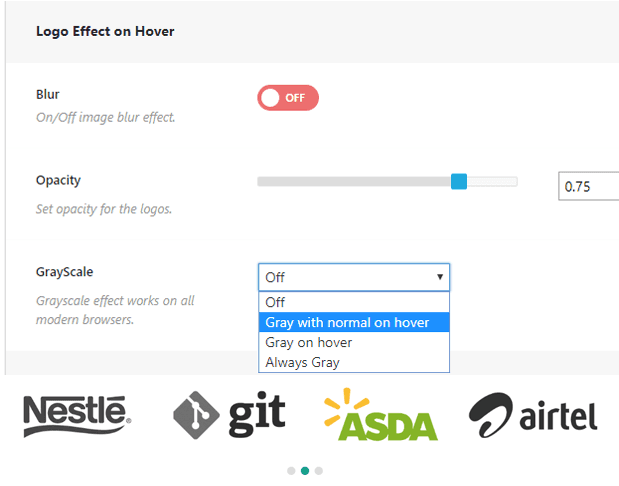 Logo Effect on Hover
Blur
OFF
On/Off image blur effect.
Opacity
0.75
Set opacity for the logos.
GrayScale
Off
Grayscale effect works on all
modern browsers.
Off
Gray with normal on hover
Gray on hover
Always Gray
Nestlé®
git
ASDA
airtel